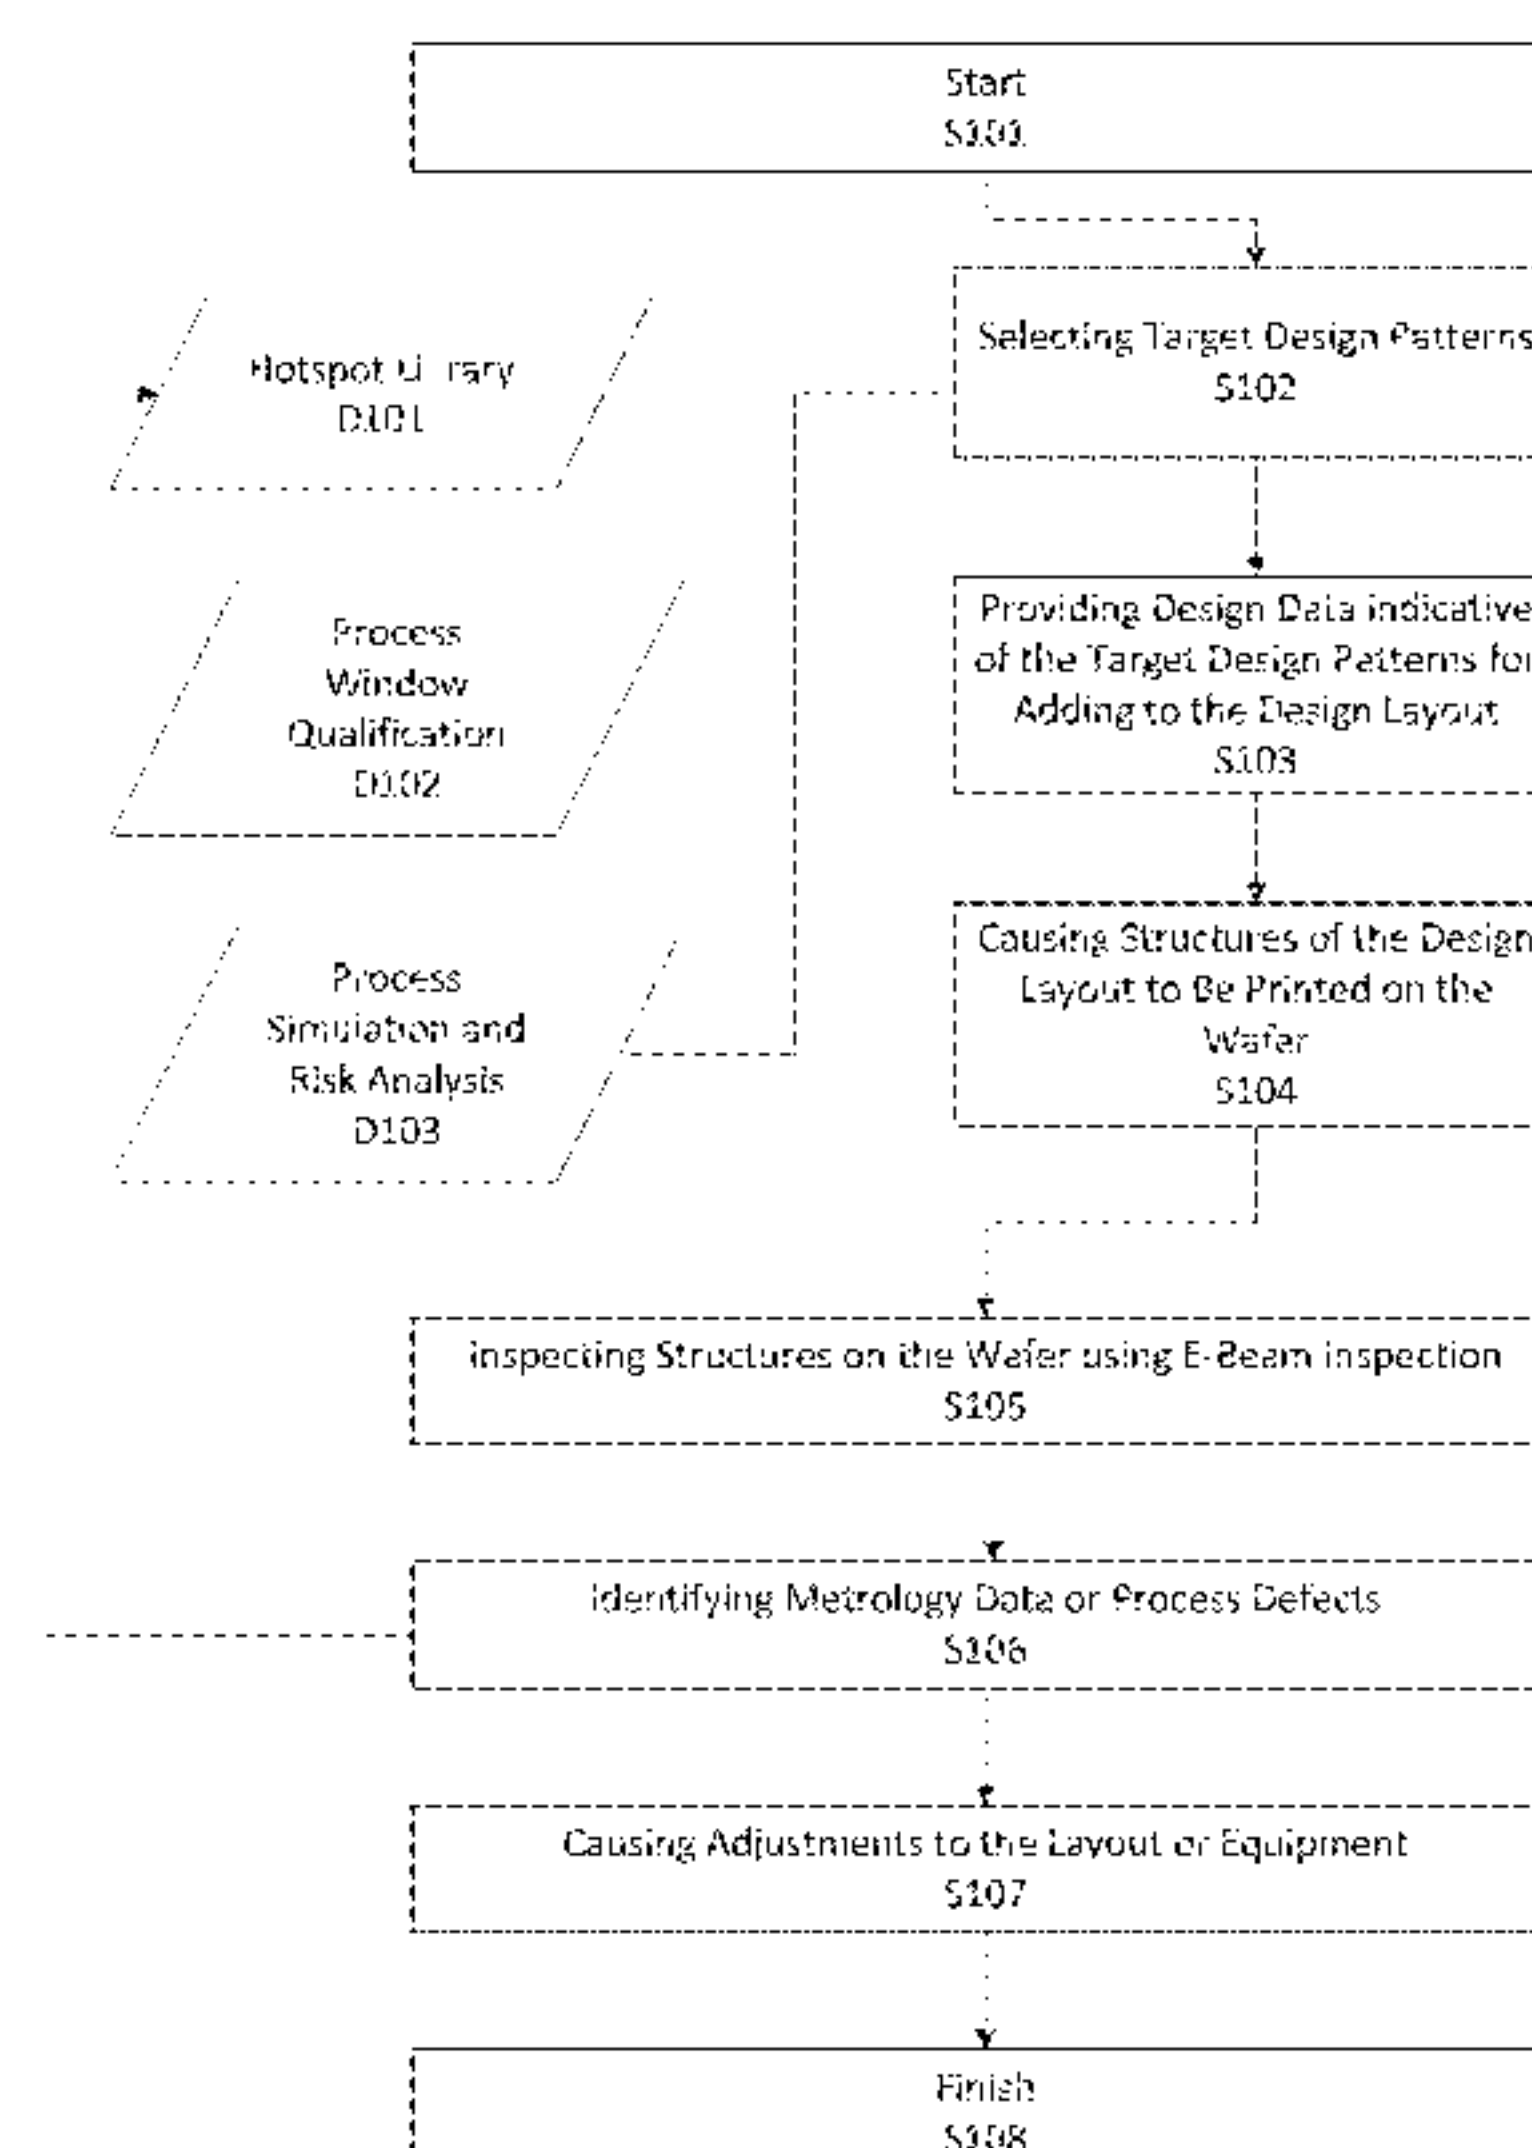 Start
S101
Selecting Target Design Patterns
S102
Hotspot Li rary
D101
Process
Window
Qualification
D102
Providing Design Data indicative
of the Target Design Patterns for
Adding to the Design Layout
S103
Process
Simulation and
Risk Analysis
D103
Causing Structures of the Design
Layout to Be Printed on the
Wafer
S104
Inspecting Structures on the Wafer using E-Beam inspection
S105
Identifying Metrology Data or Process Defects
S106
Causing Adjustments to the Layout or Equipment
S107
Finish
S108